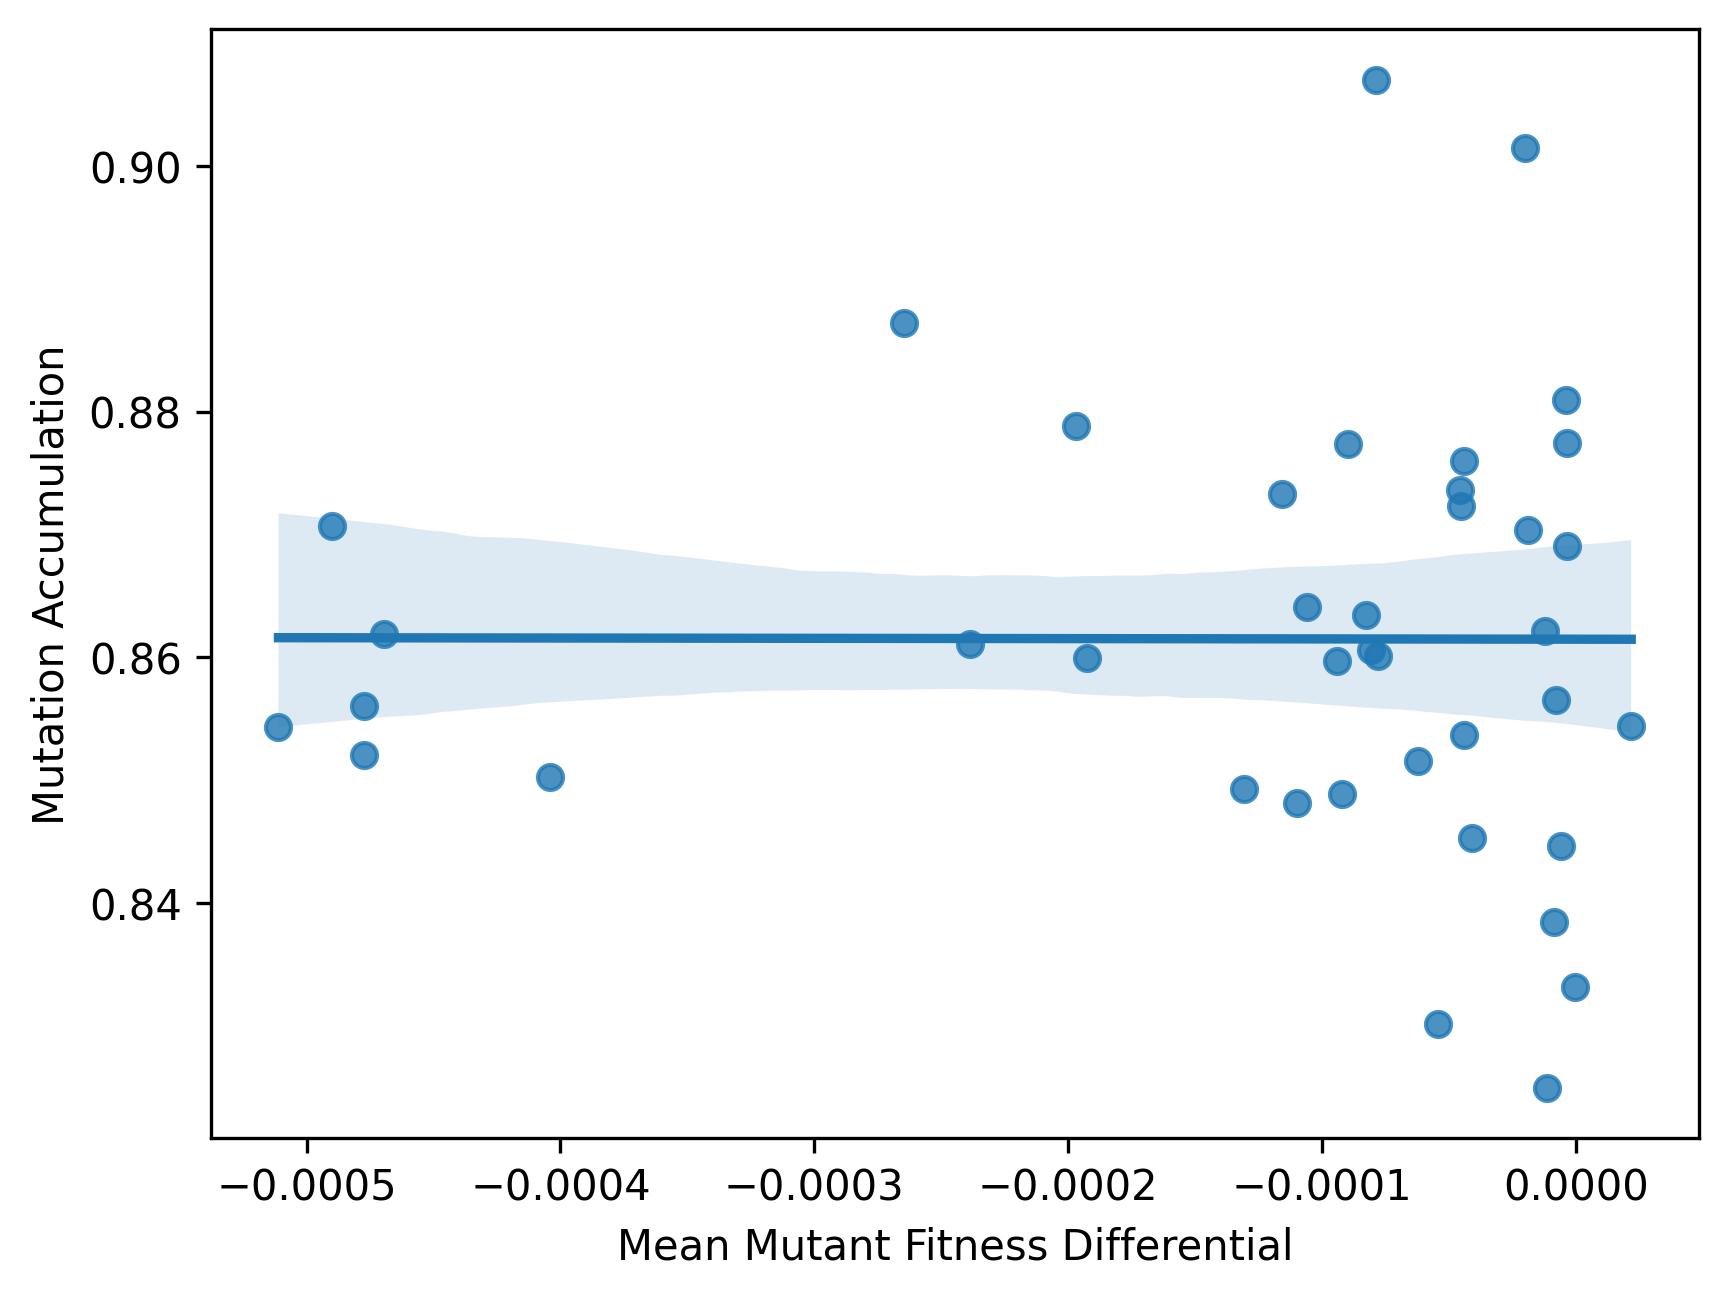 0.90
0.88
0.86
0.84
Mutation Accumulation
−0.0005 −0.0004 −0.0003 −0.0002 −0.0001 0.0000
Mean Mutant Fitness Differential